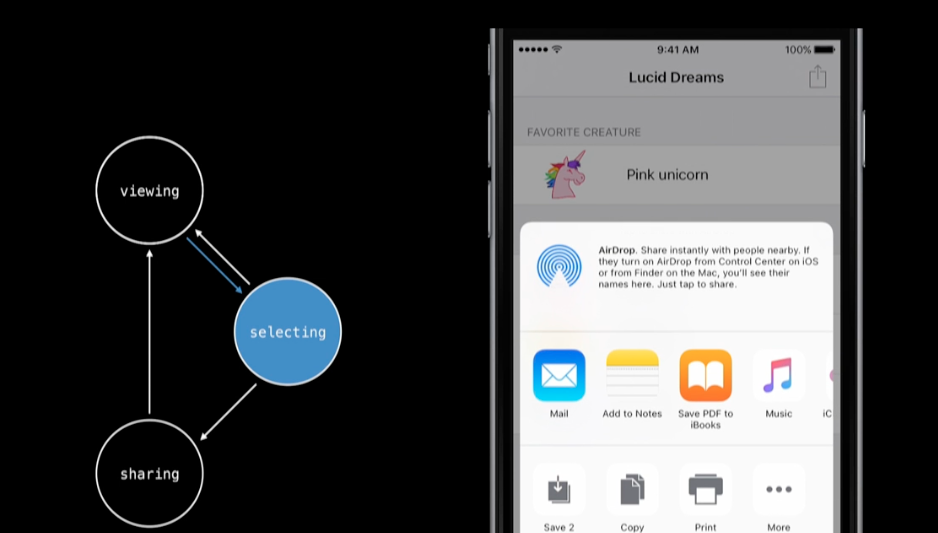 viewing
selecting
sharing
9:41 AM
100%
Lucid Dreams
FAVORITE CREATURE
Pink unicorn
AirDrop. Share instantly with people nearby. If
they turn on AirDrop from Control Center on iOS
or from Finder on the Mac, you'll see their
names here. Just tap to share.
Mail
Add to Notes
Save PDF to
iBooks
Music
iC
Save 2
Copy
Print
More